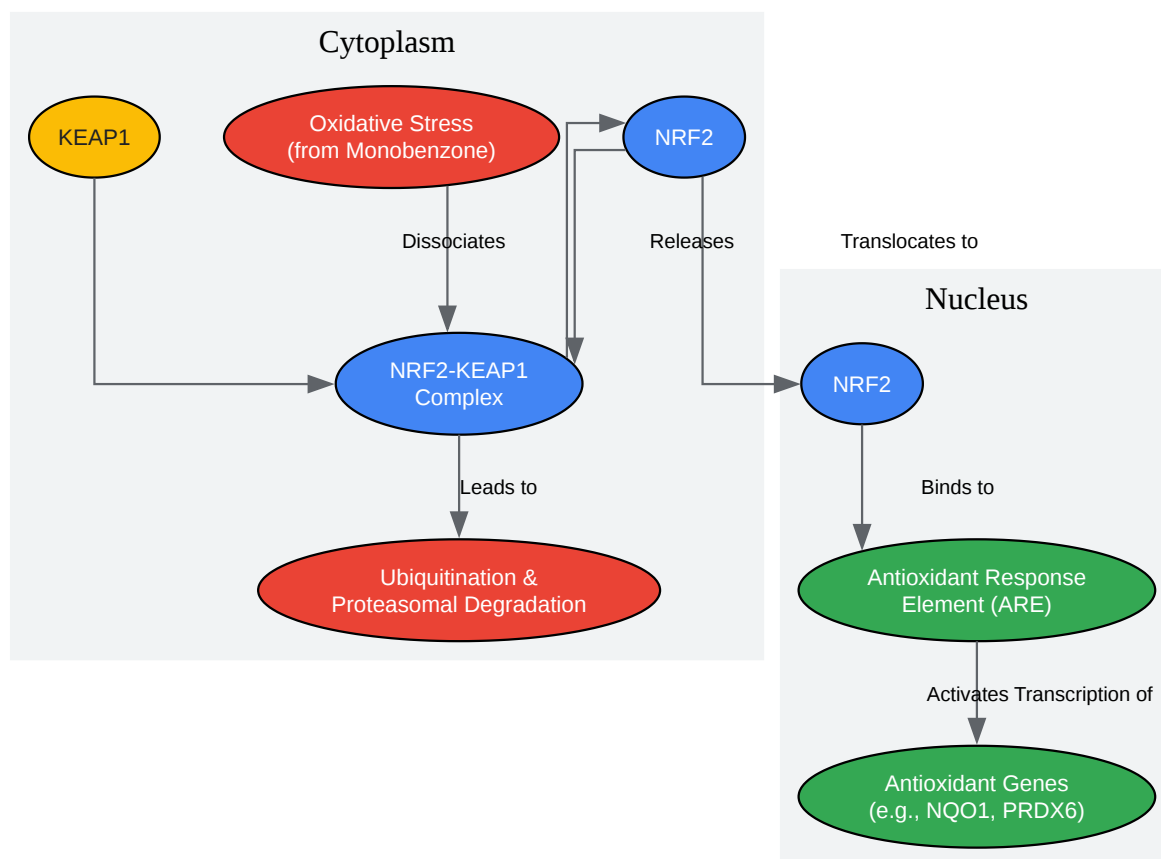 Cytoplasm
KEAP1
Oxidative Stress
(from Monobenzone)
NRF2
Dissociates
Releases
Translocates to
Nucleus
NRF2-KEAP1
Complex
NRF2
Leads to
Binds to
Ubiquitination &
Proteasomal Degradation
Antioxidant Response
Element (ARE)
Activates Transcription of
Antioxidant Genes
(e.g., NQO1, PRDX6)